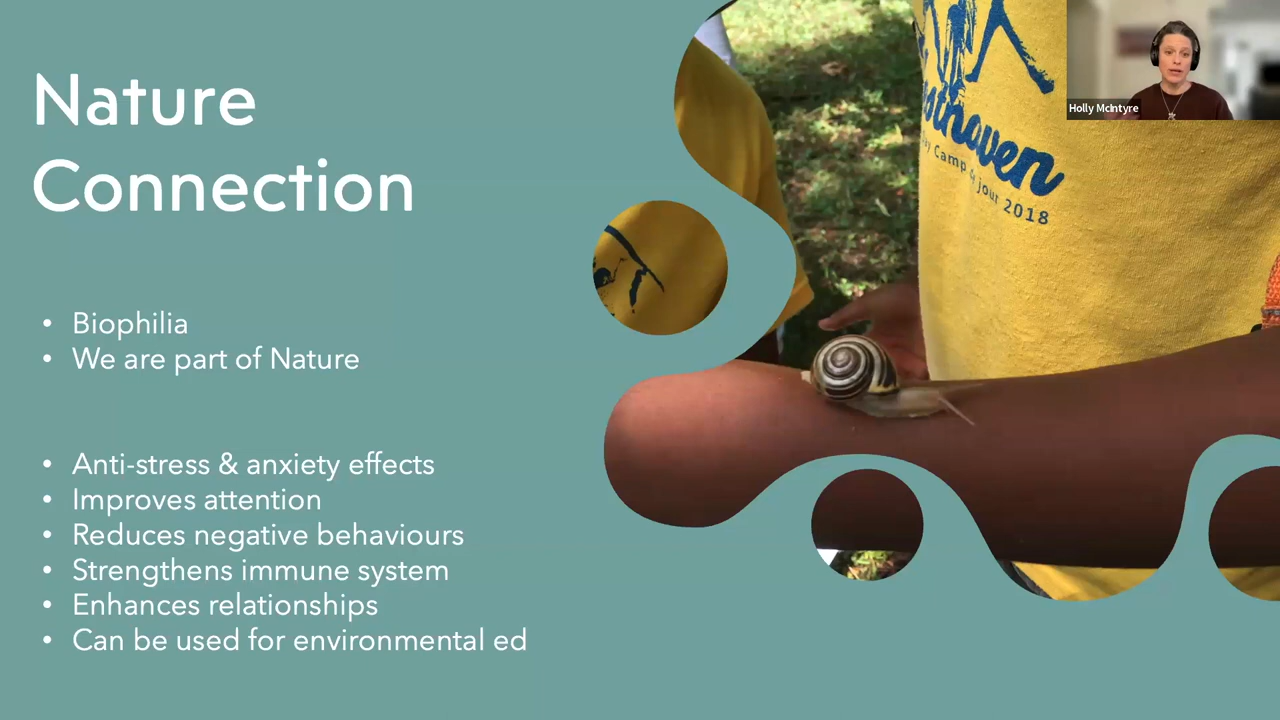 Nature
Connection
• Biophilia
• We are part of Nature
• Anti-stress & anxiety effects
• Improves attention
• Reduces negative behaviours
• Strengthens immune system
• Enhances relationships
• Can be used for environmental ed
Camp de jour 2018
Holly McIntyre